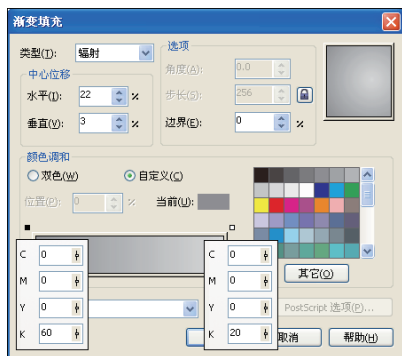 渐变填充
类型(T): 辐射
选项
角度(A): 0.0
中心位移
水平(I): 22 %
步长(S): 256
垂直(V): 3 %
边界(E): 0 %
颜色调和
双色(W) 自定义(C)
位置(P): 0 % 当前(U):
C 0
M 0
Y 0
K 60
C 0
M 0
Y 0
K 20
其它(O)
PostScript 选项(P)...
取消 帮助(H)